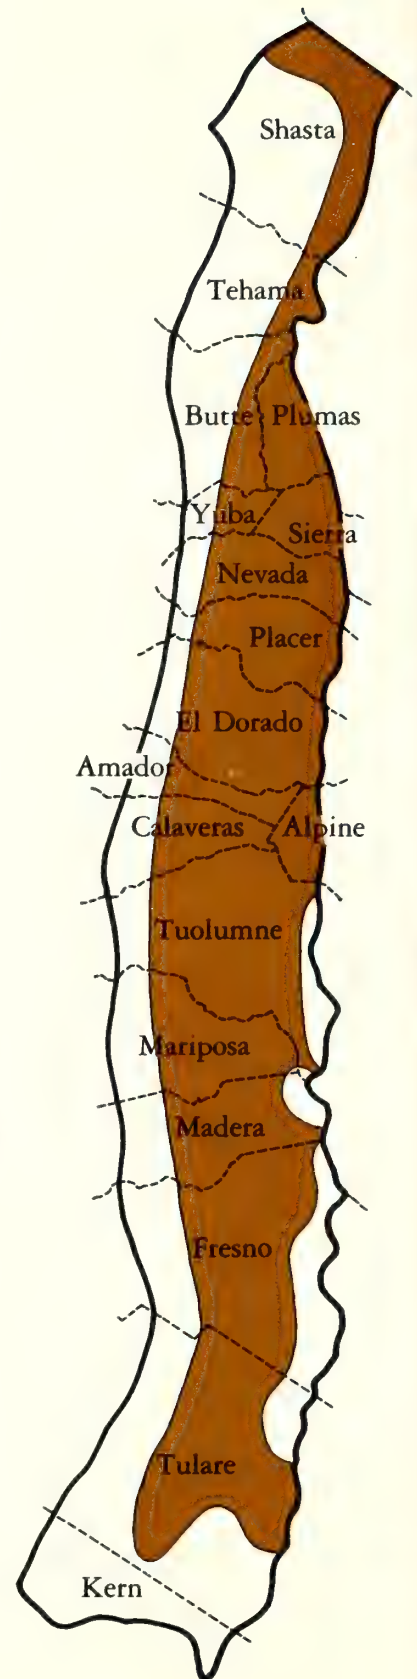 Shasta
Tehama
Butte Plumas
Yuba
Sierra
Nevada
Placer
El Dorado
Amador
Calaveras Alpine
Tuolumne
Mariposa
Madera
Fresno
Tulare
Kern